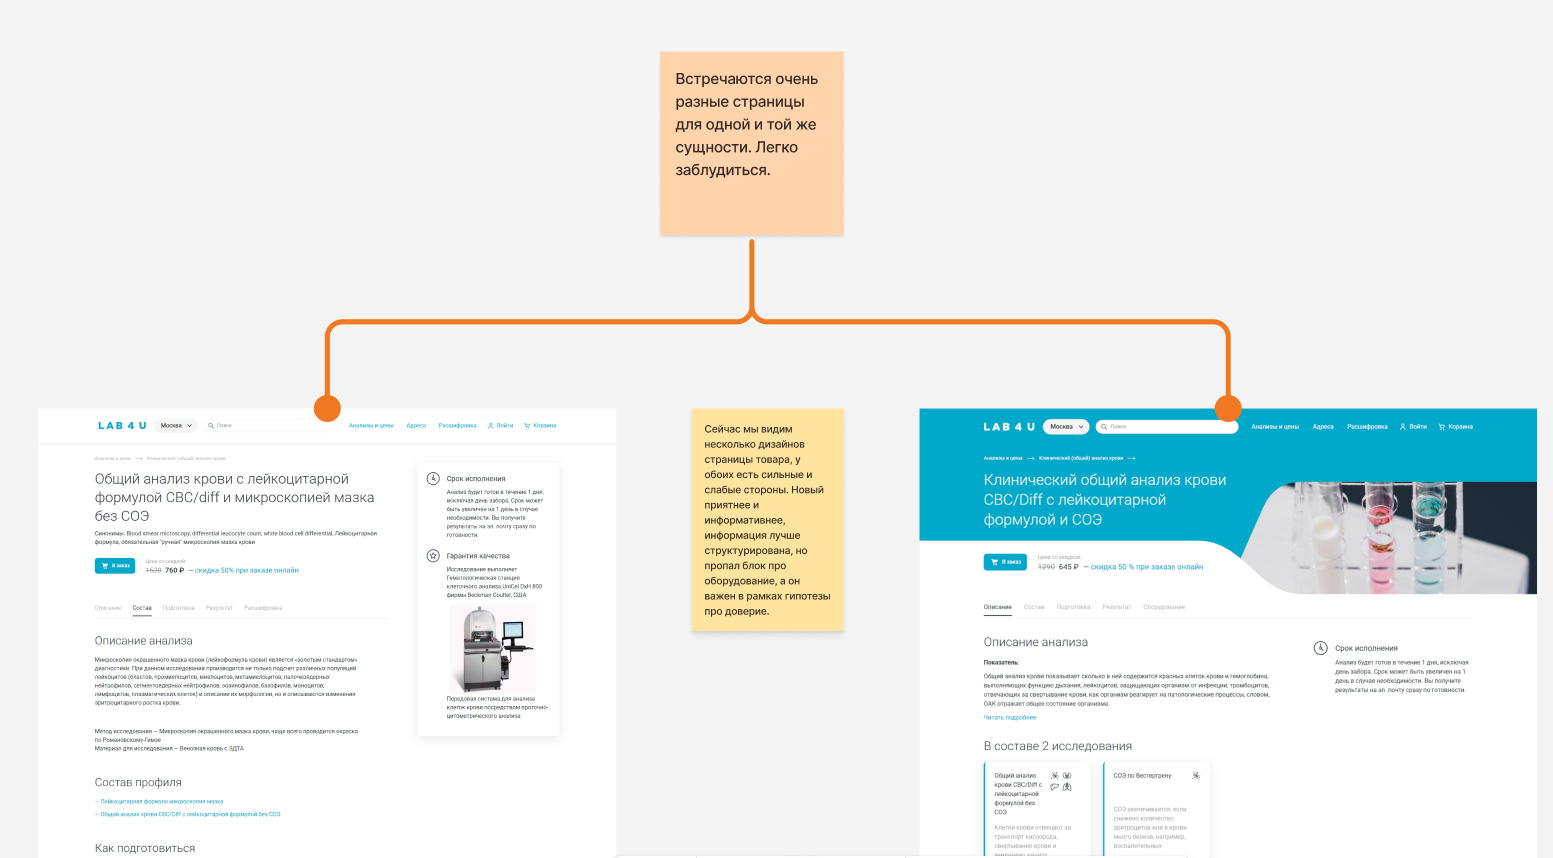 Встречаются очень
разные страницы
для одной и той же
сущности. Легко
заблудиться.
LAB 4 U
Москва
Поиск
Анализы и цены
Адреса
Расшифровка
Войти
Корзина
Анализы и цены → Клинический (общий) анализ крови
Общий анализ крови с лейкоцитарной
формулой CBC/diff и микроскопией мазка
без СОЭ
Синонимы: Blood smear microscopy, differential leucocyte count, white blood cell differential, Лейкоцитарная
формула, обязательная "ручная" микроскопия мазка крови
В заказ
Цена со скидкой:
1520 760 ₽ — скидка 50% при заказе онлайн
Описание
Состав
Подготовка
Результат
Расшифровка
Описание анализа
Микроскопия окрашенного мазка крови (лейкоформула крови) является «золотым стандартом»
диагностики. При данном исследовании производится не только подсчет различных популяций
лейкоцитов (бластов, промиелоцитов, миелоцитов, метамиелоцитов, палочкоядерных
нейтрофилов, сегментоядерных нейтрофилов, эозинофилов, базофилов, моноцитов,
лимфоцитов, плазматических клеток) и описание их морфологии, но и описываются изменения
эритроцитарного ростка крови.
Метод исследования — Микроскопия окрашенного мазка крови, чаще всего проводится окраска
по Романовскому-Гимзе
Материал для исследования — Венозная кровь с ЭДТА
Состав профиля
– Лейкоцитарная формула микроскопия мазка
– Общий анализ крови CBC/Diff с лейкоцитарной формулой без СОЭ
Как подготовиться
Срок исполнения
Анализ будет готов в течение 1 дня,
исключая день забора. Срок может
быть увеличен на 1 день в случае
необходимости. Вы получите
результаты на эл. почту сразу по
готовности.
Гарантия качества
Исследование выполняет
Гематологическая станция
клеточного анализа UniCel DxH 800
фирмы Beckman Coulter, США
Передовая система для анализа
клеток крови посредством проточно-
цитометрического анализа
Сейчас мы видим
несколько дизайнов
страницы товара, у
обоих есть сильные и
слабые стороны. Новый
приятнее и
информативнее,
информация лучше
структурирована, но
пропал блок про
оборудование, а он
важен в рамках гипотезы
про доверие.
LAB 4 U
Москва
Поиск
Анализы и цены
Адреса
Расшифровка
Войти
Корзина
Анализы и цены → Клинический (общий) анализ крови →
Клинический общий анализ крови
CBC/Diff с лейкоцитарной
формулой и СОЭ
В заказ
Цена со скидкой:
1290 645 ₽ — скидка 50 % при заказе онлайн
Описание
Состав
Подготовка
Результат
Оборудование
Описание анализа
Показатель:
Общий анализ крови показывает сколько в ней содержится красных клеток крови и гемоглобина,
выполняющих функцию дыхания, лейкоцитов, защищающих организм от инфекции, тромбоцитов,
отвечающих за свертывание крови, как организм реагирует на патологические процессы, словом,
ОАК отражает общее состояние организма.
Читать подробнее
Срок исполнения
Анализ будет готов в течение 1 дня, исключая
день забора. Срок может быть увеличен на 1
день в случае необходимости. Вы получите
результаты на эл. почту сразу по готовности.
В составе 2 исследования
Общий анализ
крови CBC/Diff с
лейкоцитарной
формулой без
СОЭ
Клетки крови отвечают за
транспорт кислорода,
свертывание крови и
СОЭ по Вестергрену
СОЭ увеличивается, если
снижено количество
эритроцитов или в крови
много белков, например,
воспалительных